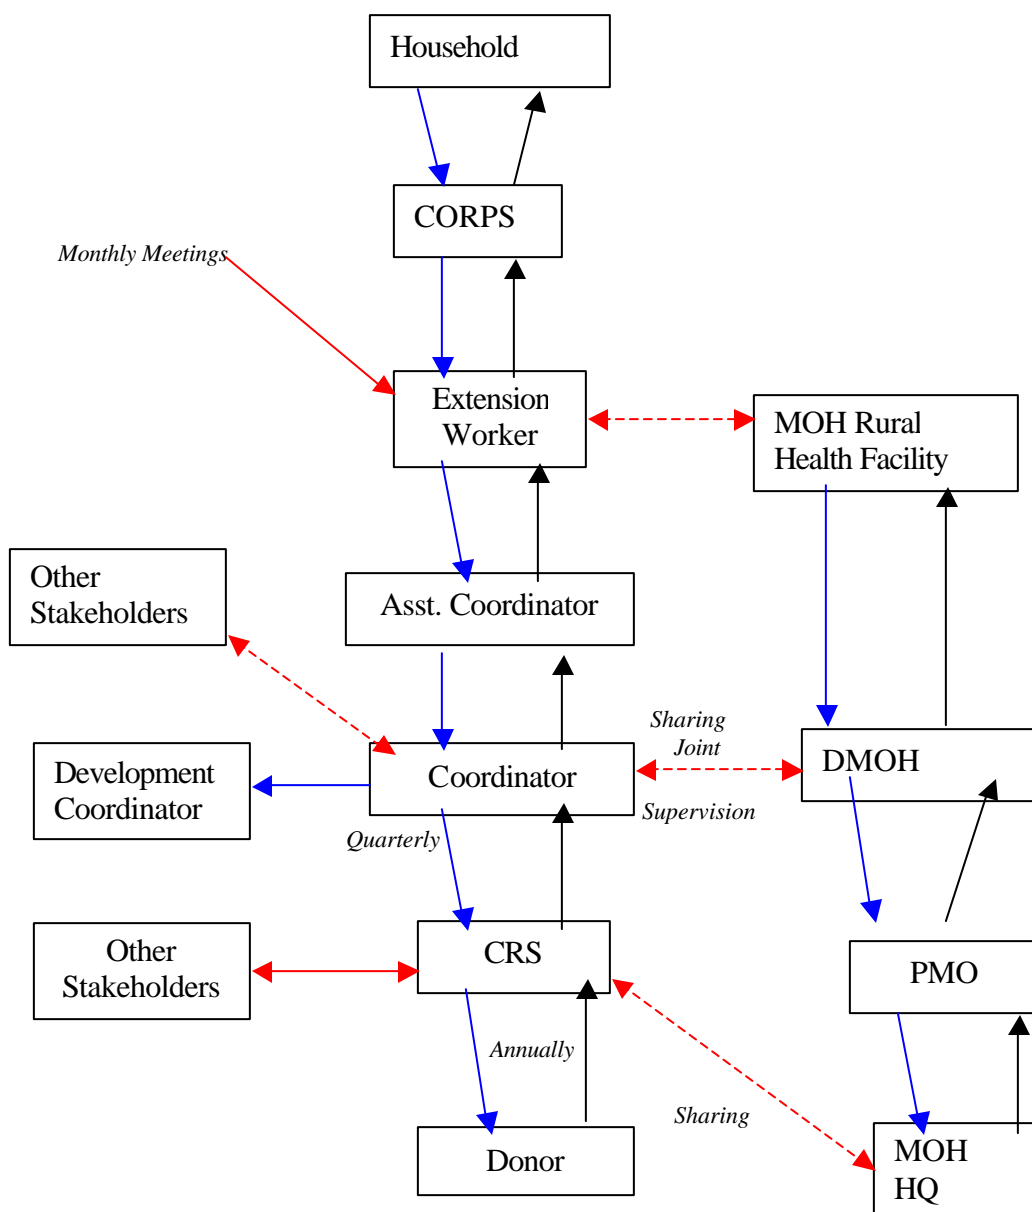 Household
CORPS
Monthly Meetings
Extension
Worker
MOH Rural
Health Facility
Other
Stakeholders
Asst. Coordinator
Sharing
Joint
Development
Coordinator
Coordinator
DMOH
Supervision
Quarterly
Other
Stakeholders
CRS
PMO
Annually
Sharing
Donor
MOH
HQ